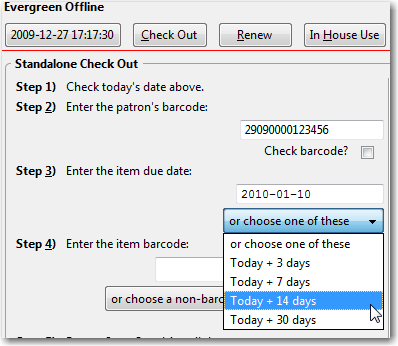 Evergreen Offline
2009-12-27 17:17:30 Check Out Renew In House Use
Standalone Check Out
Step 1) Check today's date above.
Step 2) Enter the patron's barcode:
29090000123456
Check barcode?
Step 3) Enter the item due date:
2010-01-10
or choose one of these
Step 4) Enter the item barcode:
or choose one of these
Today + 3 days
Today + 7 days
Today + 14 days
Today + 30 days
or choose a non-barc